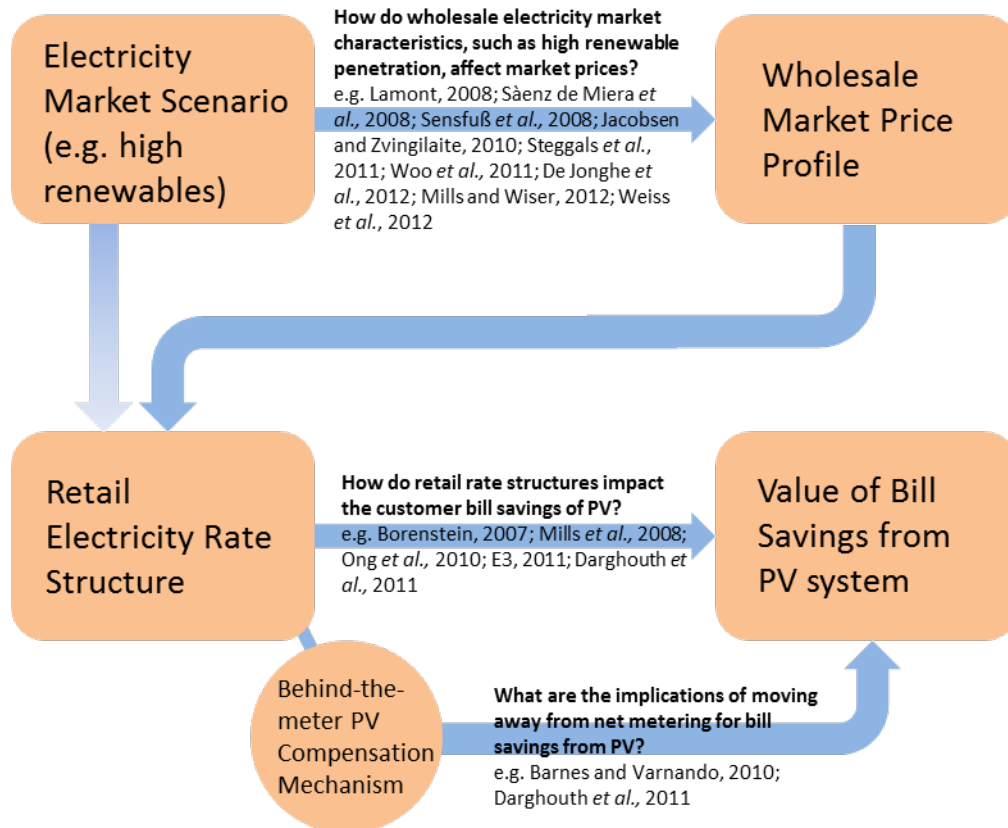 Electricity
Market Scenario
(e.g. high
renewables)
How do wholesale electricity market
characteristics, such as high renewable
penetration, affect market prices?
e.g. Lamont, 2008; Sàenz de Miera et
al., 2008; Sensfuß et al., 2008; Jacobsen
and Zvingilaite, 2010; Steggals et al.,
2011; Woo et al., 2011; De Jonghe et
al., 2012; Mills and Wiser, 2012; Weiss
et al., 2012
Wholesale
Market Price
Profile
Retail
Electricity Rate
Structure
How do retail rate structures impact
the customer bill savings of PV?
e.g. Borenstein, 2007; Mills et al., 2008;
Ong et al., 2010; E3, 2011; Darghouth et
al., 2011
Value of Bill
Savings from
PV system
Behind-the-
meter PV
Compensation
Mechanism
What are the implications of moving
away from net metering for bill
savings from PV?
e.g. Barnes and Varnando, 2010;
Darghouth et al., 2011